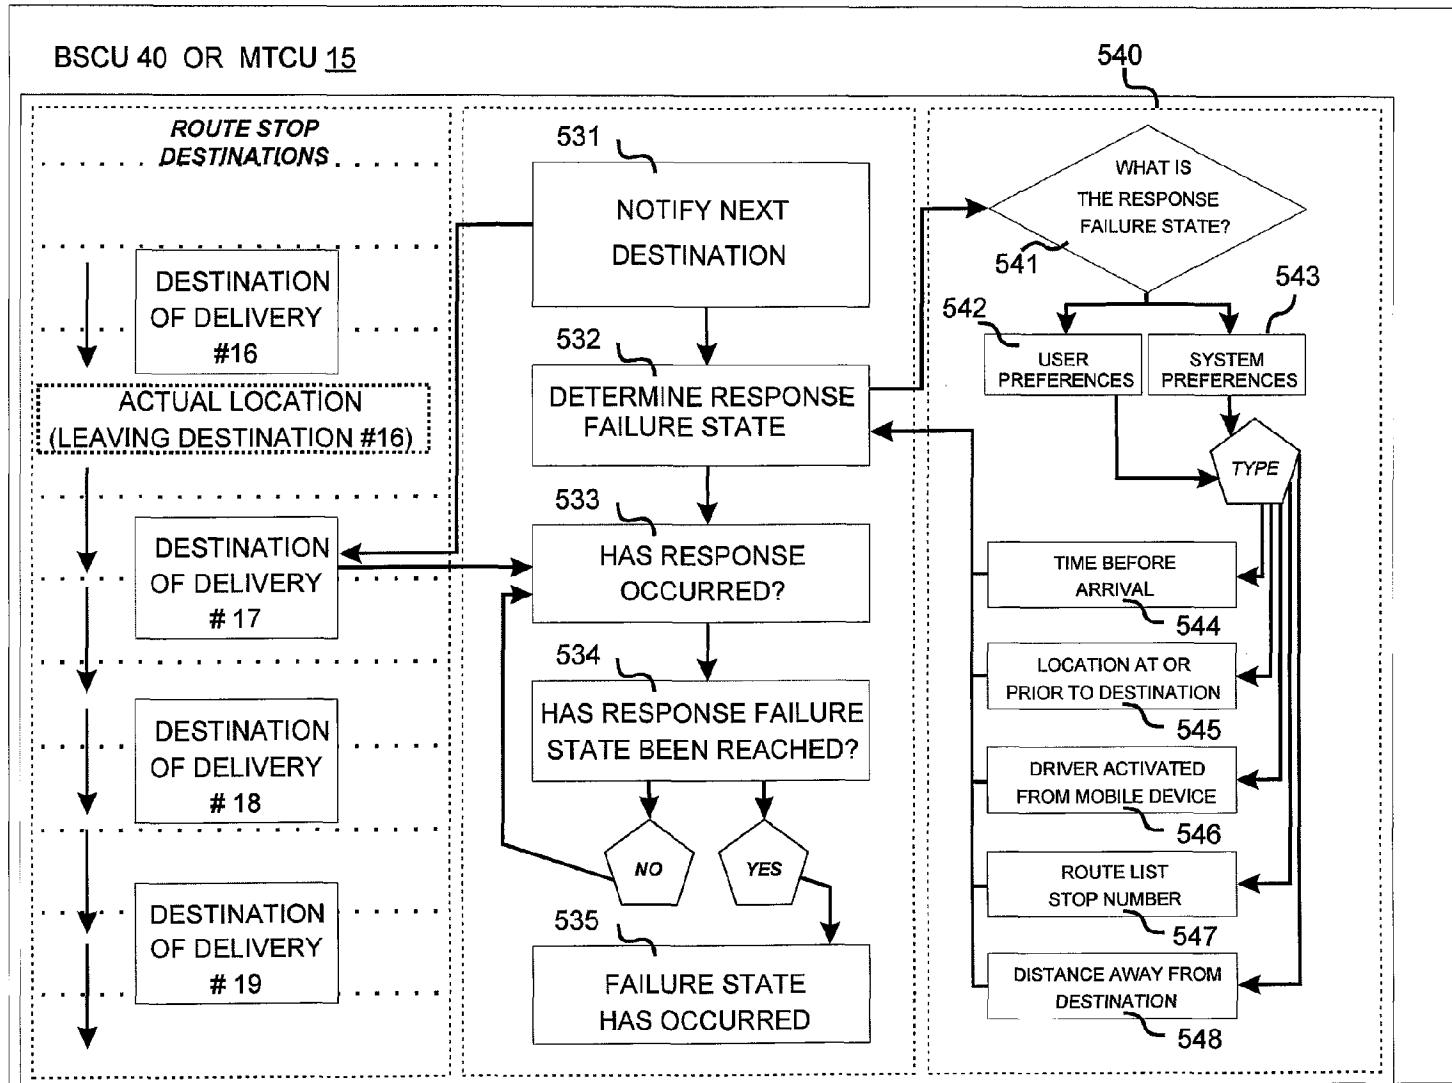 BSCU 40 OR MTCU 15
ROUTE STOP
DESTINATIONS
DESTINATION
OF DELIVERY
#16
ACTUAL LOCATION
(LEAVING DESTINATION #16)
DESTINATION
OF DELIVERY
# 17
DESTINATION
OF DELIVERY
# 18
DESTINATION
OF DELIVERY
# 19
531
NOTIFY NEXT
DESTINATION
532
DETERMINE RESPONSE
FAILURE STATE
533
HAS RESPONSE
OCCURRED?
534
HAS RESPONSE FAILURE
STATE BEEN REACHED?
NO
YES
535
FAILURE STATE
HAS OCCURRED
540
WHAT IS
THE RESPONSE
FAILURE STATE?
541
542
USER
PREFERENCES
543
SYSTEM
PREFERENCES
TYPE
TIME BEFORE
ARRIVAL
544
LOCATION AT OR
PRIOR TO DESTINATION
545
DRIVER ACTIVATED
FROM MOBILE DEVICE
546
ROUTE LIST
STOP NUMBER
547
DISTANCE AWAY FROM
DESTINATION
548